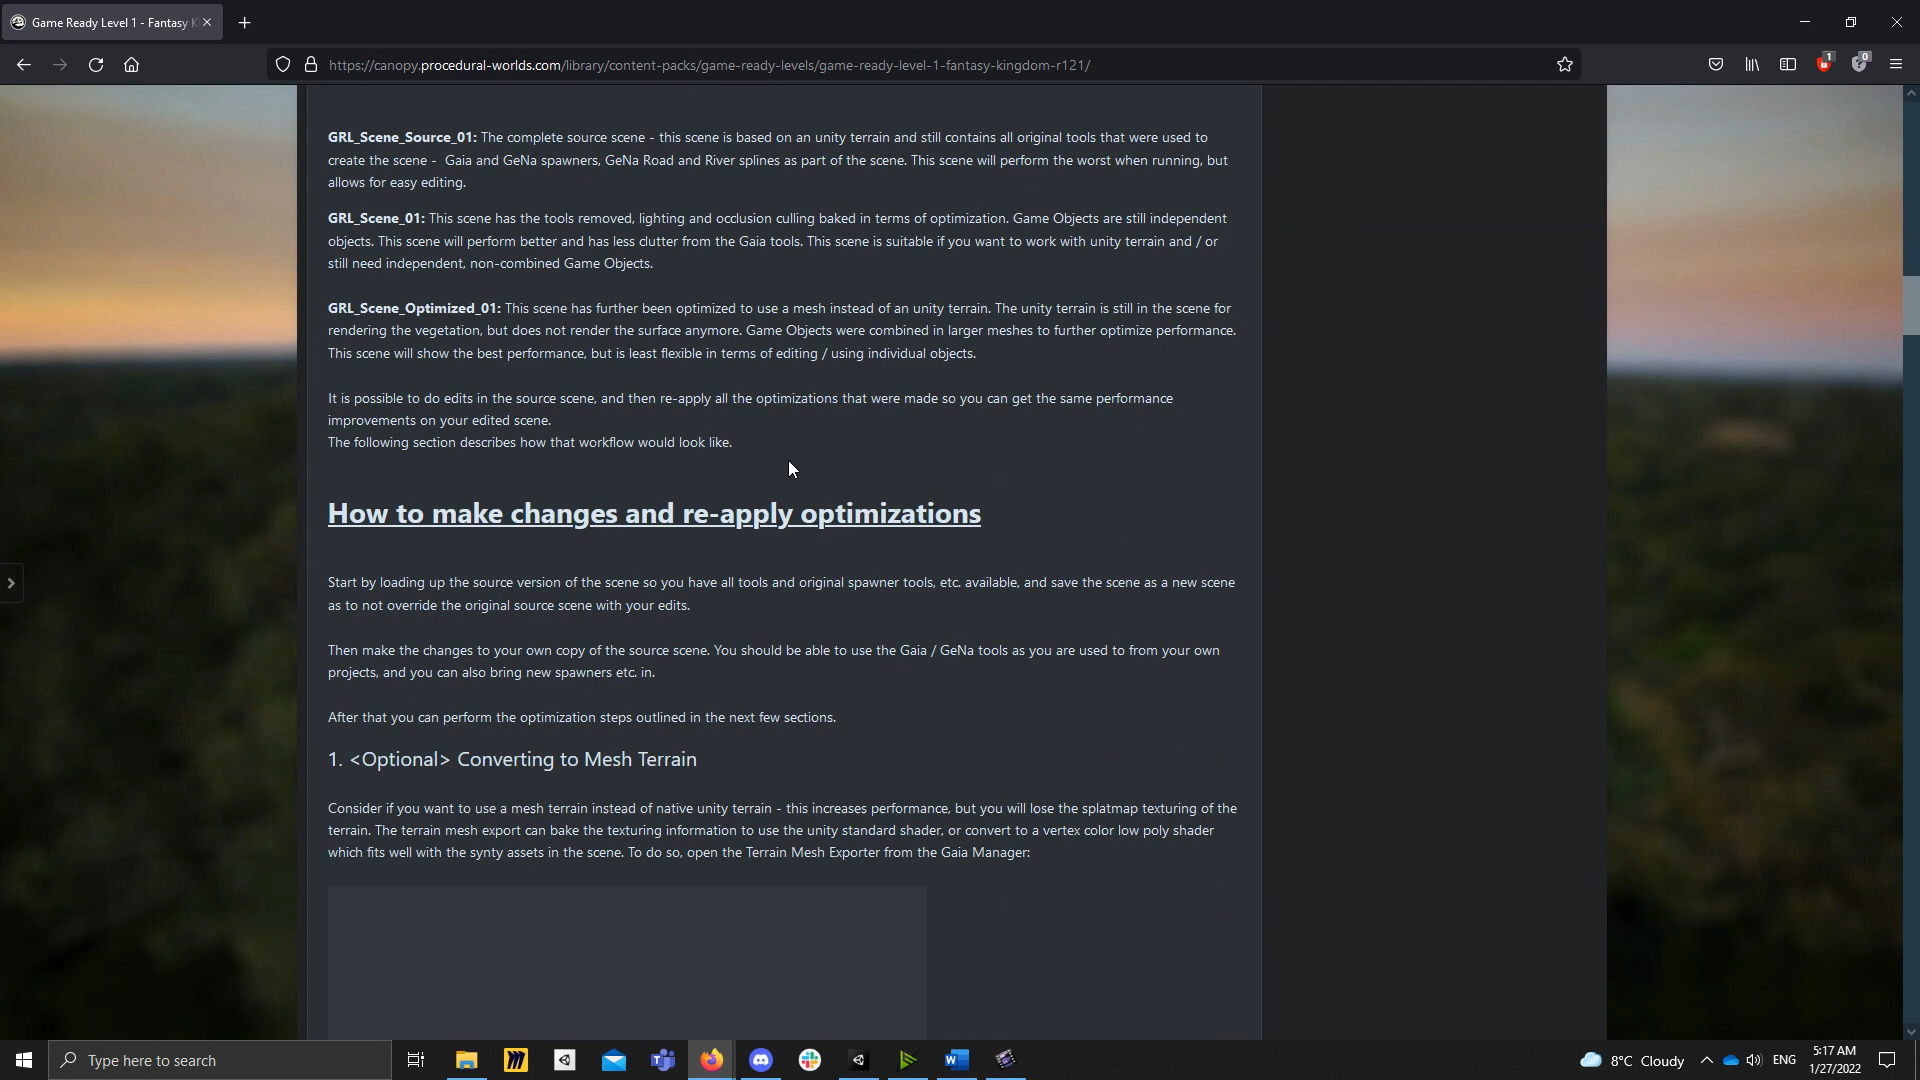 Game Ready Level 1 - Fantasy
https://canopy.procedural-worlds.com/library/content-packs/game-ready-levels/game-ready-level-1-fantasy-kingdom-r121/
1
0
GRL_Scene_Source_01: The complete source scene - this scene is based on an unity terrain and still contains all original tools that were used to
create the scene - Gaia and GeNa spawners, GeNa Road and River splines as part of the scene. This scene will perform the worst when running, but
allows for easy editing.
GRL_Scene_01: This scene has the tools removed, lighting and occlusion culling baked in terms of optimization. Game Objects are still independent
objects. This scene will perform better and has less clutter from the Gaia tools. This scene is suitable if you want to work with unity terrain and / or
still need independent, non-combined Game Objects.
GRL_Scene_Optimized_01: This scene has further been optimized to use a mesh instead of an unity terrain. The unity terrain is still in the scene for
rendering the vegetation, but does not render the surface anymore. Game Objects were combined in larger meshes to further optimize performance.
This scene will show the best performance, but is least flexible in terms of editing / using individual objects.
It is possible to do edits in the source scene, and then re-apply all the optimizations that were made so you can get the same performance
improvements on your edited scene.
The following section describes how that workflow would look like.
How to make changes and re-apply optimizations
Start by loading up the source version of the scene so you have all tools and original spawner tools, etc. available, and save the scene as a new scene
as to not override the original source scene with your edits.
Then make the changes to your own copy of the source scene. You should be able to use the Gaia / GeNa tools as you are used to from your own
projects, and you can also bring new spawners etc. in.
After that you can perform the optimization steps outlined in the next few sections.
1. <Optional> Converting to Mesh Terrain
Consider if you want to use a mesh terrain instead of native unity terrain - this increases performance, but you will lose the splatmap texturing of the
terrain. The terrain mesh export can bake the texturing information to use the unity standard shader, or convert to a vertex color low poly shader
which fits well with the synty assets in the scene. To do so, open the Terrain Mesh Exporter from the Gaia Manager:
Type here to search
8°C Cloudy
ENG
5:17 AM
1/27/2022